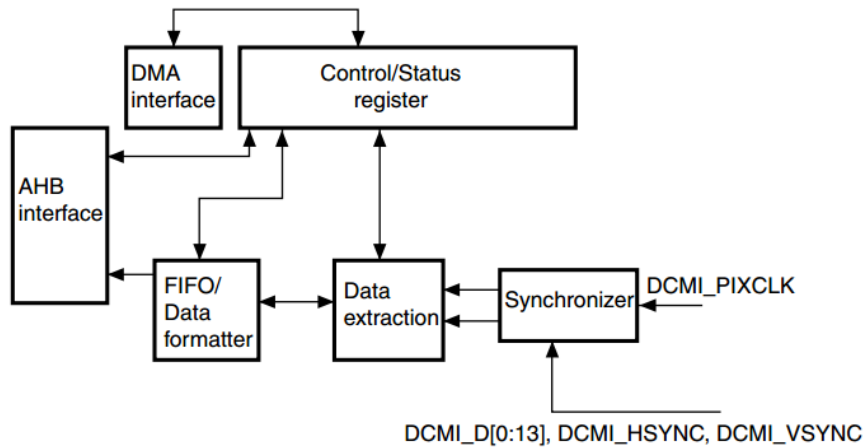 DMA
interface
Control/Status
register
AHB
interface
FIFO/
Data
formatter
Data
extraction
Synchronizer
DCMI_PIXCLK
DCMI_D[0:13], DCMI_HSYNC, DCMI_VSYNC